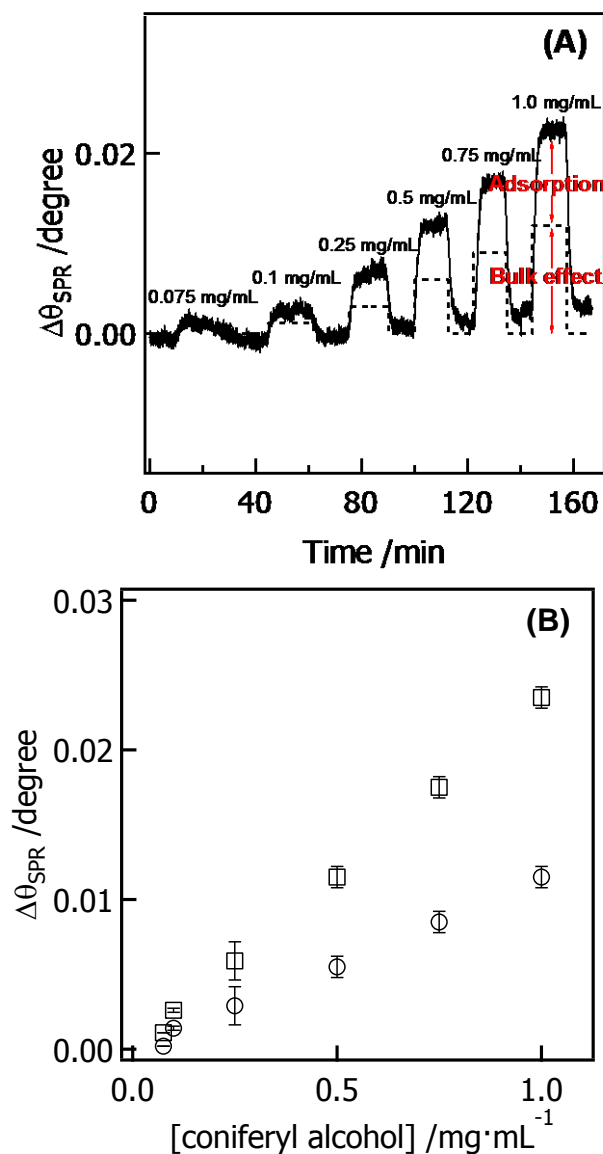 (A)
1.0 mg/mL
0.02
0.75 mg/mL
Adsorption
0.5 mg/mL
0.25 mg/mL
0.1 mg/mL
Bulk effect
0.075 mg/mL
0.00
ΔθSPR /degree
0 40 80 120 160
Time /min
0.03
(B)
0.02
ΔθSPR /degree
0.01
0.00
0.0 0.5 1.0
[coniferyl alcohol] /mg·mL⁻¹